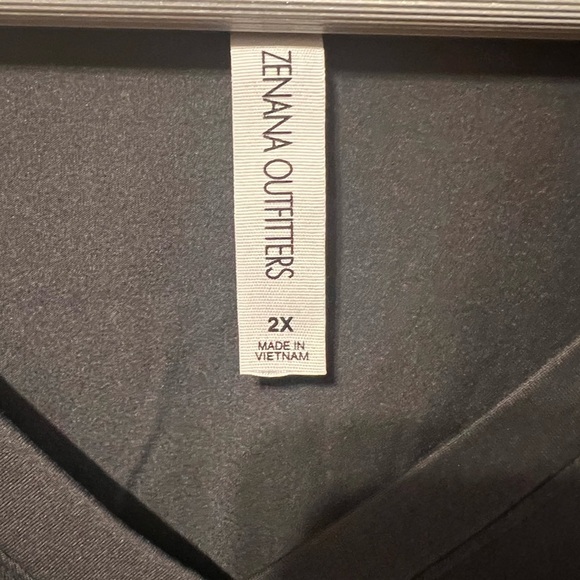 ZENANA OUTFITTERS
2X
MADE IN
VIETNAM